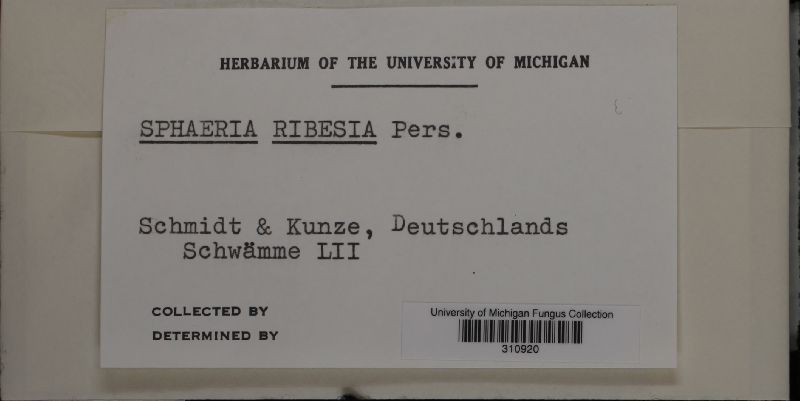 HERBARIUM OF THE UNIVERSITY OF MICHIGAN
SPHAERIA RIBESIA Pers.
Schmidt & Kunze, Deutschlands
Schwämme LII
COLLECTED BY
DETERMINED BY
University of Michigan Fungus Collection
310920